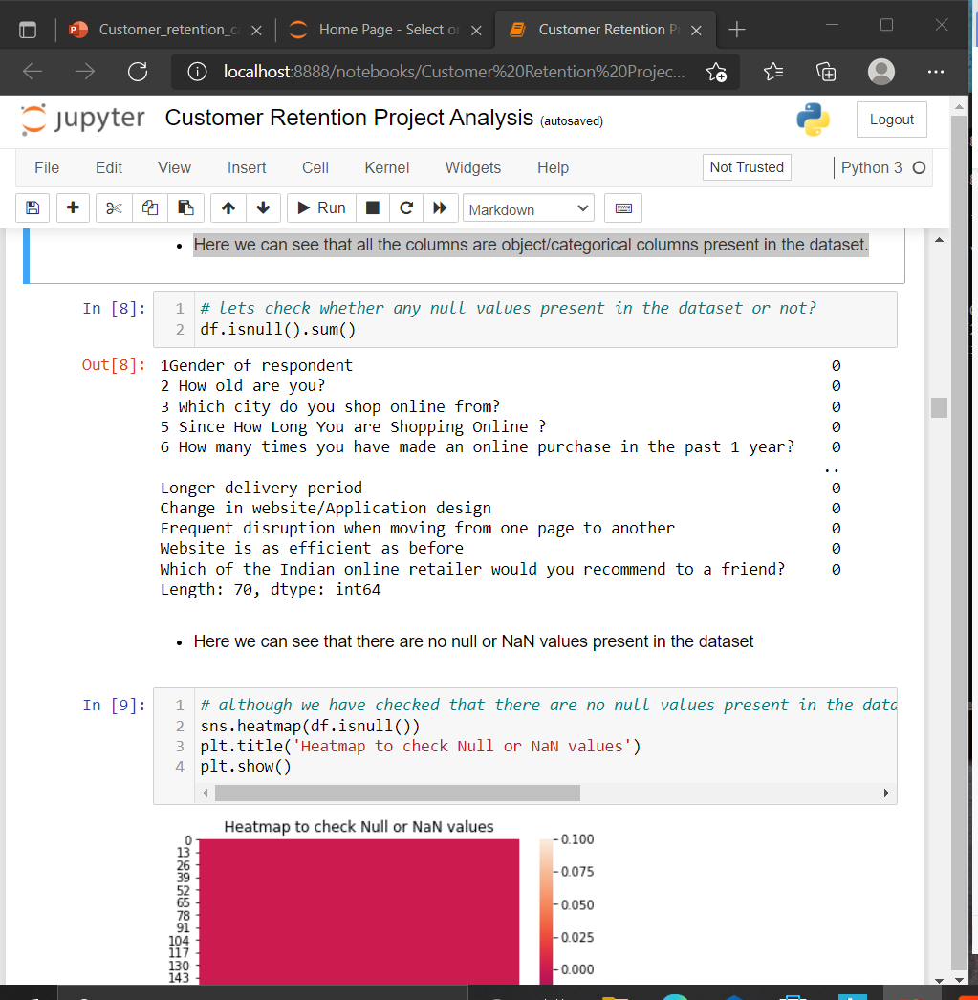 Customer_retention_ca
Home Page - Select or
Customer Retention Pr
localhost:8888/notebooks/Customer%20Retention%20Projec...
jupyter
Customer Retention Project Analysis (autosaved)
Logout
File Edit View Insert Cell Kernel Widgets Help
Not Trusted
Python 3
Run
Markdown
Here we can see that all the columns are object/categorical columns present in the dataset.
In [8]:
1 # lets check whether any null values present in the dataset or not?
2 df.isnull().sum()
Out[8]: 1Gender of respondent 0
2 How old are you? 0
3 Which city do you shop online from? 0
5 Since How Long You are Shopping Online ? 0
6 How many times you have made an online purchase in the past 1 year? 0
..
Longer delivery period 0
Change in website/Application design 0
Frequent disruption when moving from one page to another 0
Website is as efficient as before 0
Which of the Indian online retailer would you recommend to a friend? 0
Length: 70, dtype: int64
Here we can see that there are no null or NaN values present in the dataset
In [9]:
1 # although we have checked that there are no null values present in the data
2 sns.heatmap(df.isnull())
3 plt.title('Heatmap to check Null or NaN values')
4 plt.show()
Heatmap to check Null or NaN values
0
13
26
39
52
65
78
91
104
117
130
143
0.100
0.075
0.050
0.025
0.000